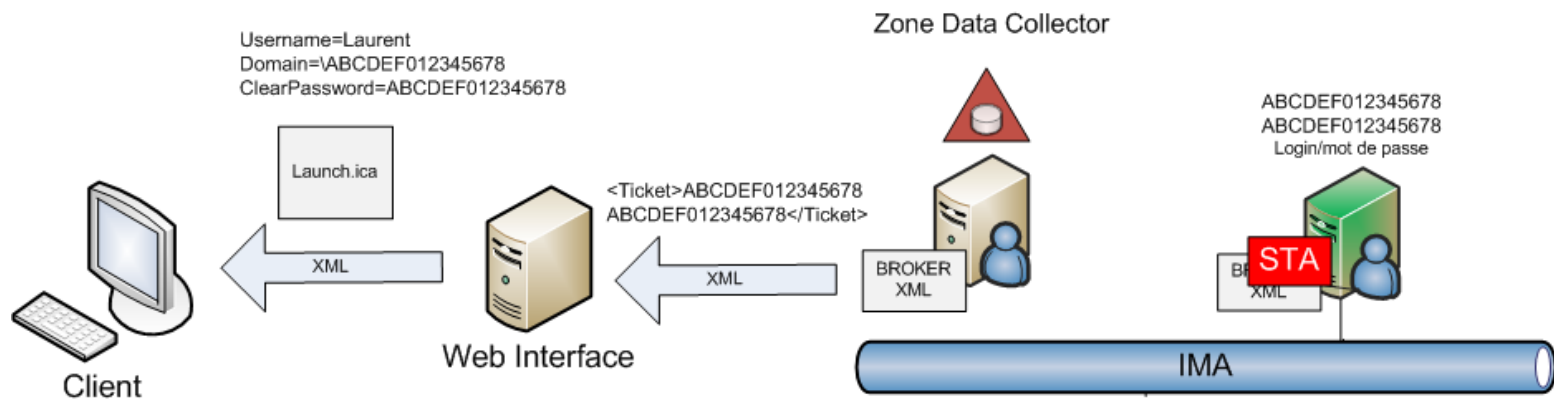 Zone Data Collector
Username=Laurent
Domain=\ABCDEF012345678
ClearPassword=ABCDEF012345678
Launch.ica
XML
Client
Web Interface
<Ticket>ABCDEF012345678
ABCDEF012345678</Ticket>
XML
BROKER
XML
ABCDEF012345678
ABCDEF012345678
Login/mot de passe
STA
XML
IMA